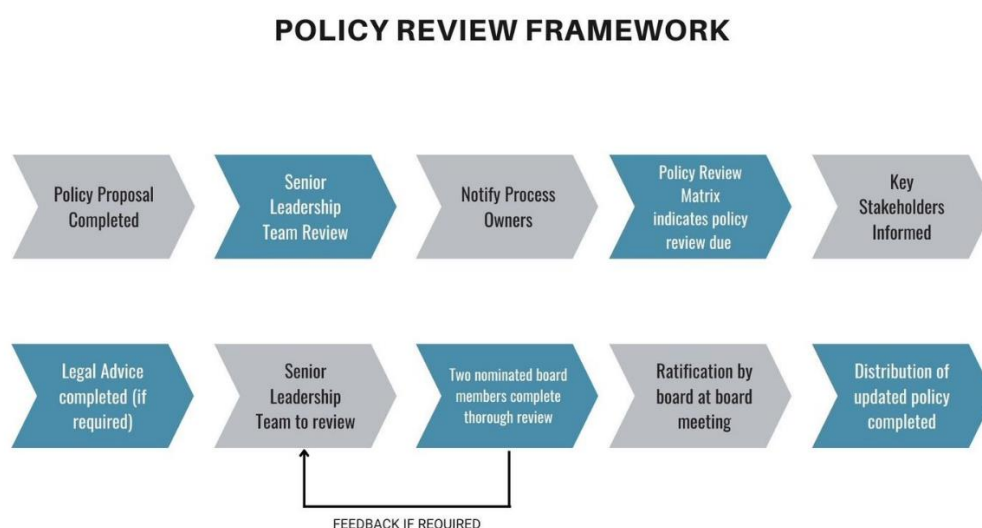 POLICY REVIEW FRAMEWORK
Policy Proposal
Completed
Senior
Leadership
Team Review
Notify Process
Owners
Policy Review
Matrix
indicates policy
review due
Key
Stakeholders
Informed
Legal Advice
completed (if
required)
Senior
Leadership
Team to review
Two nominated board
members complete
thorough review
Ratification by
board at board
meeting
Distribution of
updated policy
completed
FEEDBACK IF REQUIRED